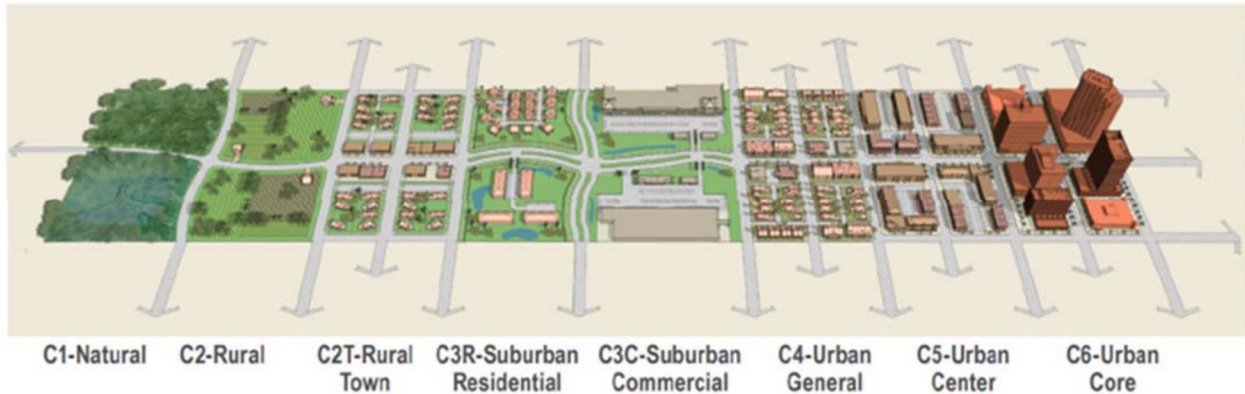 C1-Natural
C2-Rural
C2T-Rural
Town
C3R-Suburban
Residential
C3C-Suburban
Commercial
C4-Urban
General
C5-Urban
Center
C6-Urban
Core